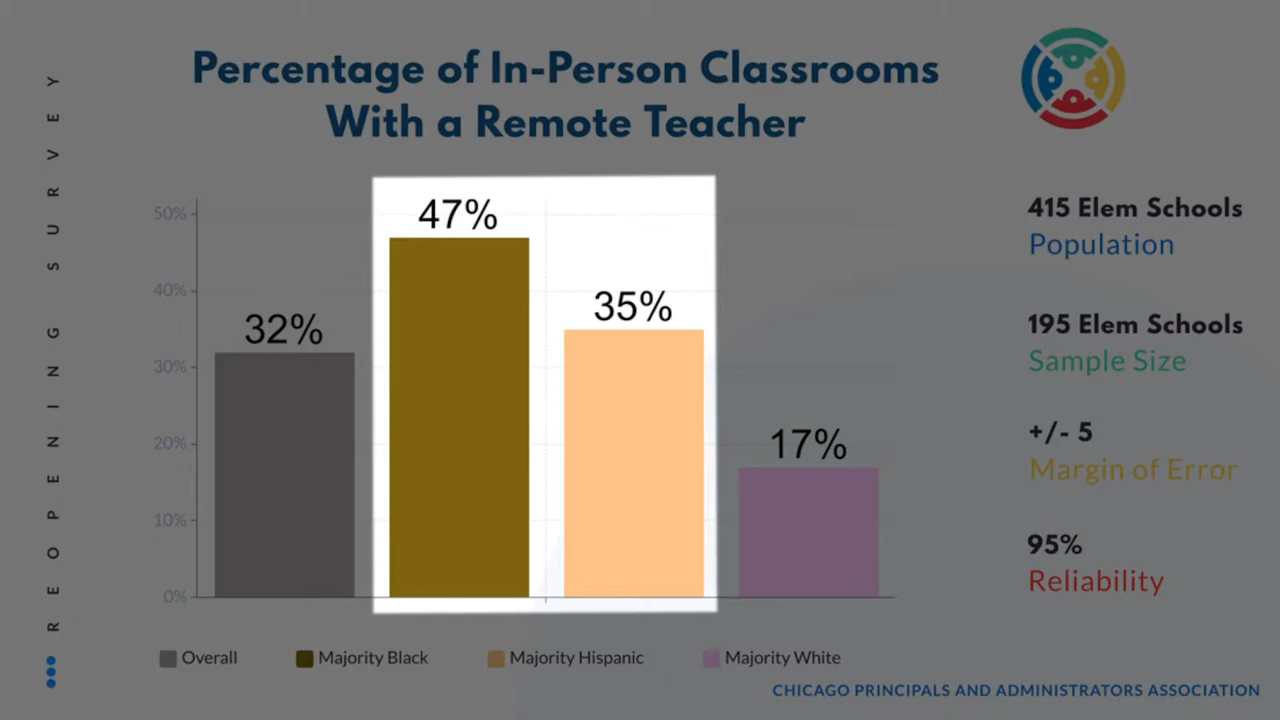 Percentage of In-Person Classrooms
With a Remote Teacher
REOPENING SURVEY
50%
40%
30%
20%
10%
0%
32%
47%
35%
17%
Overall
Majority Black
Majority Hispanic
Majority White
415 Elem Schools
Population
195 Elem Schools
Sample Size
+/- 5
Margin of Error
95%
Reliability
CHICAGO PRINCIPALS AND ADMINISTRATORS ASSOCIATION